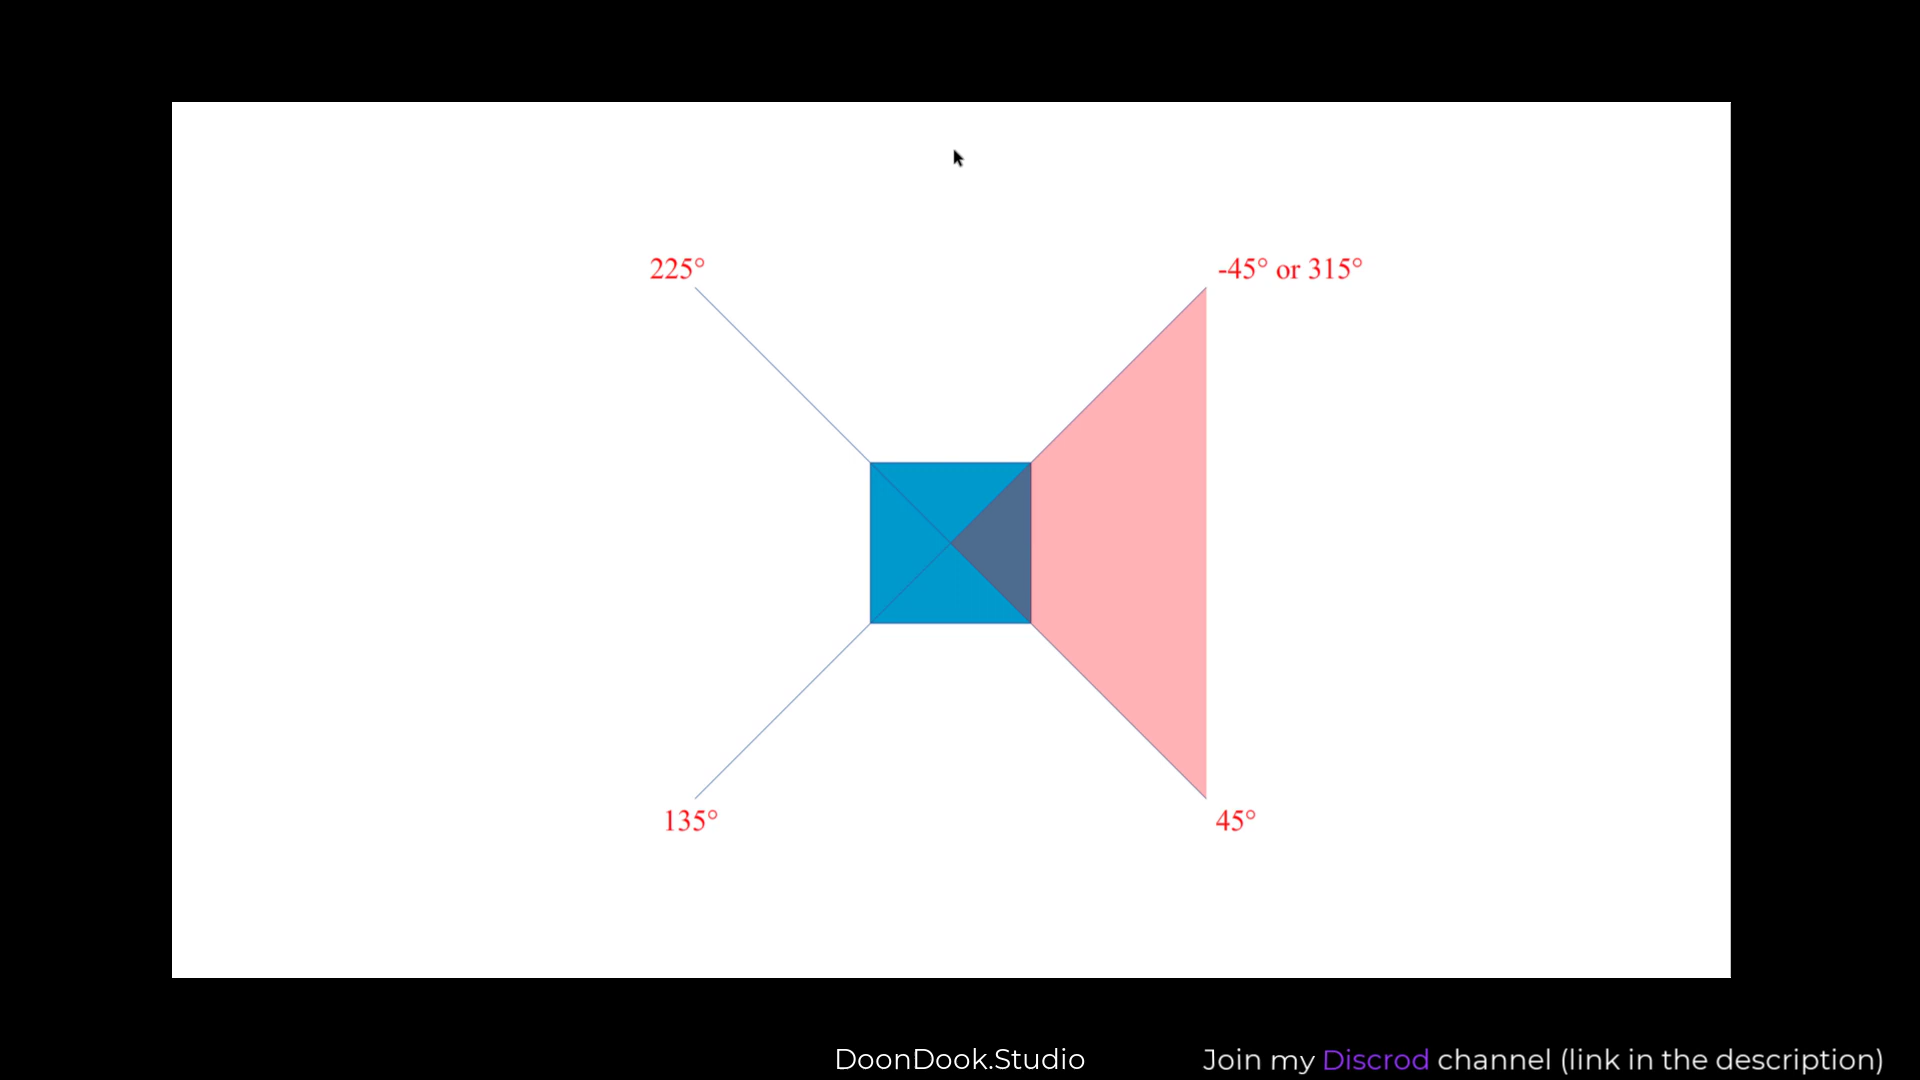 225°
-45° or 315°
135°
45°
DoonDook.Studio
Join my Discrod channel (link in the description)